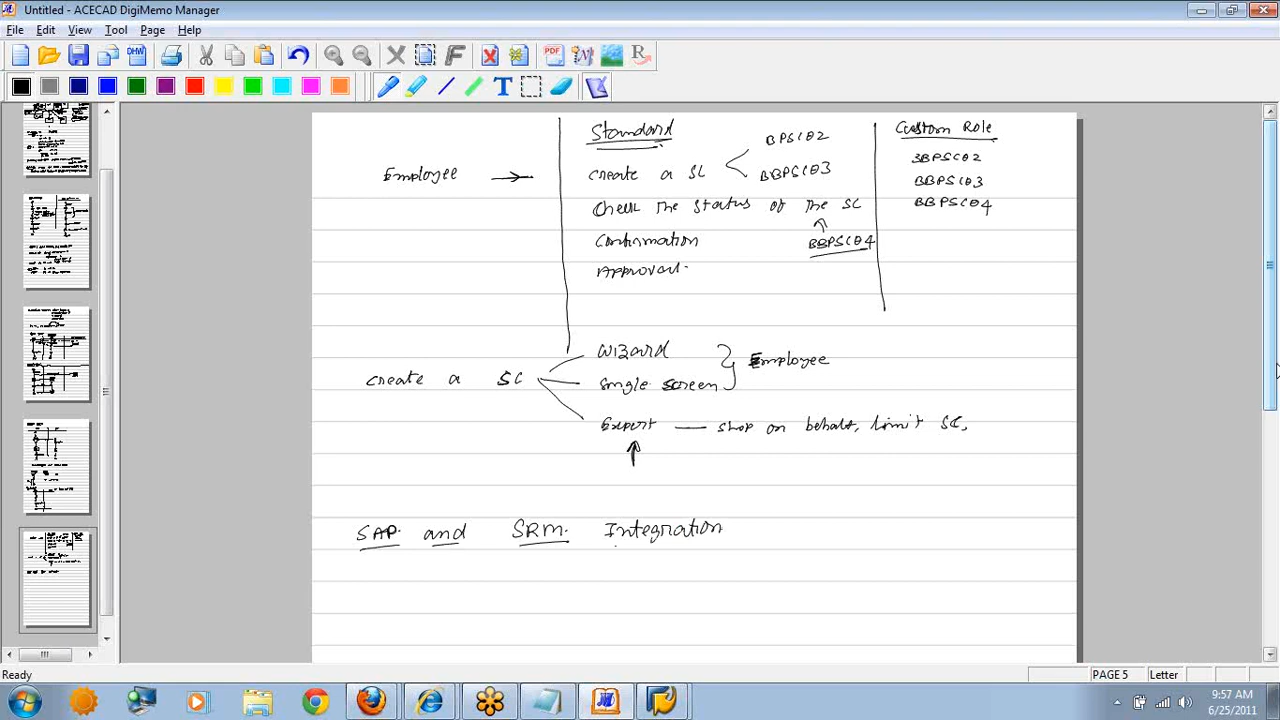 Untitled - ACECAD DigiMemo Manager
File Edit View Tool Page Help
Standard
Custom Role
BPSC02
Employee
create a SC
BBPSC03
BBPSC02
BBPSC03
Check the status of the SC
BBPSC04
Confirmation
BBPSC04
Approval.
Wizard
Employee
create a SC
Single screen
Expert — shop on behalf, limit SC,
SAP and SRM Integration
Ready
PAGE 5
Letter
9:57 AM
6/25/2011